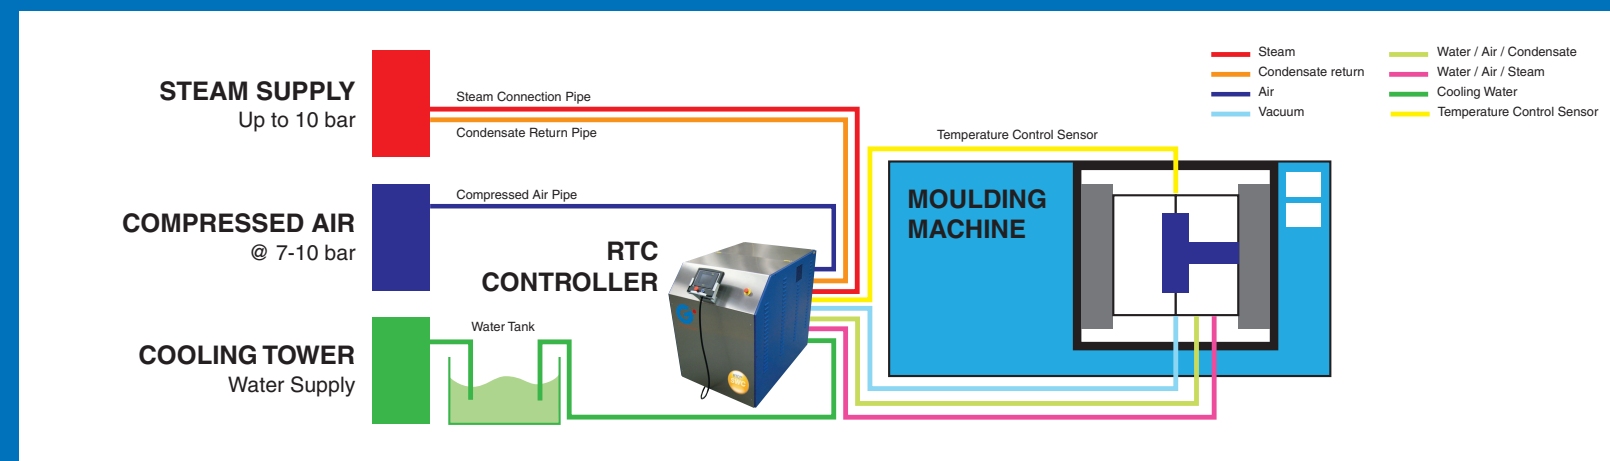 STEAM SUPPLY
Up to 10 bar
Steam Connection Pipe
Condensate Return Pipe
COMPRESSED AIR
@ 7-10 bar
Compressed Air Pipe
RTC
CONTROLLER
COOLING TOWER
Water Supply
Water Tank
Temperature Control Sensor
MOULDING
MACHINE
Steam
Condensate return
Air
Vacuum
Water / Air / Condensate
Water / Air / Steam
Cooling Water
Temperature Control Sensor